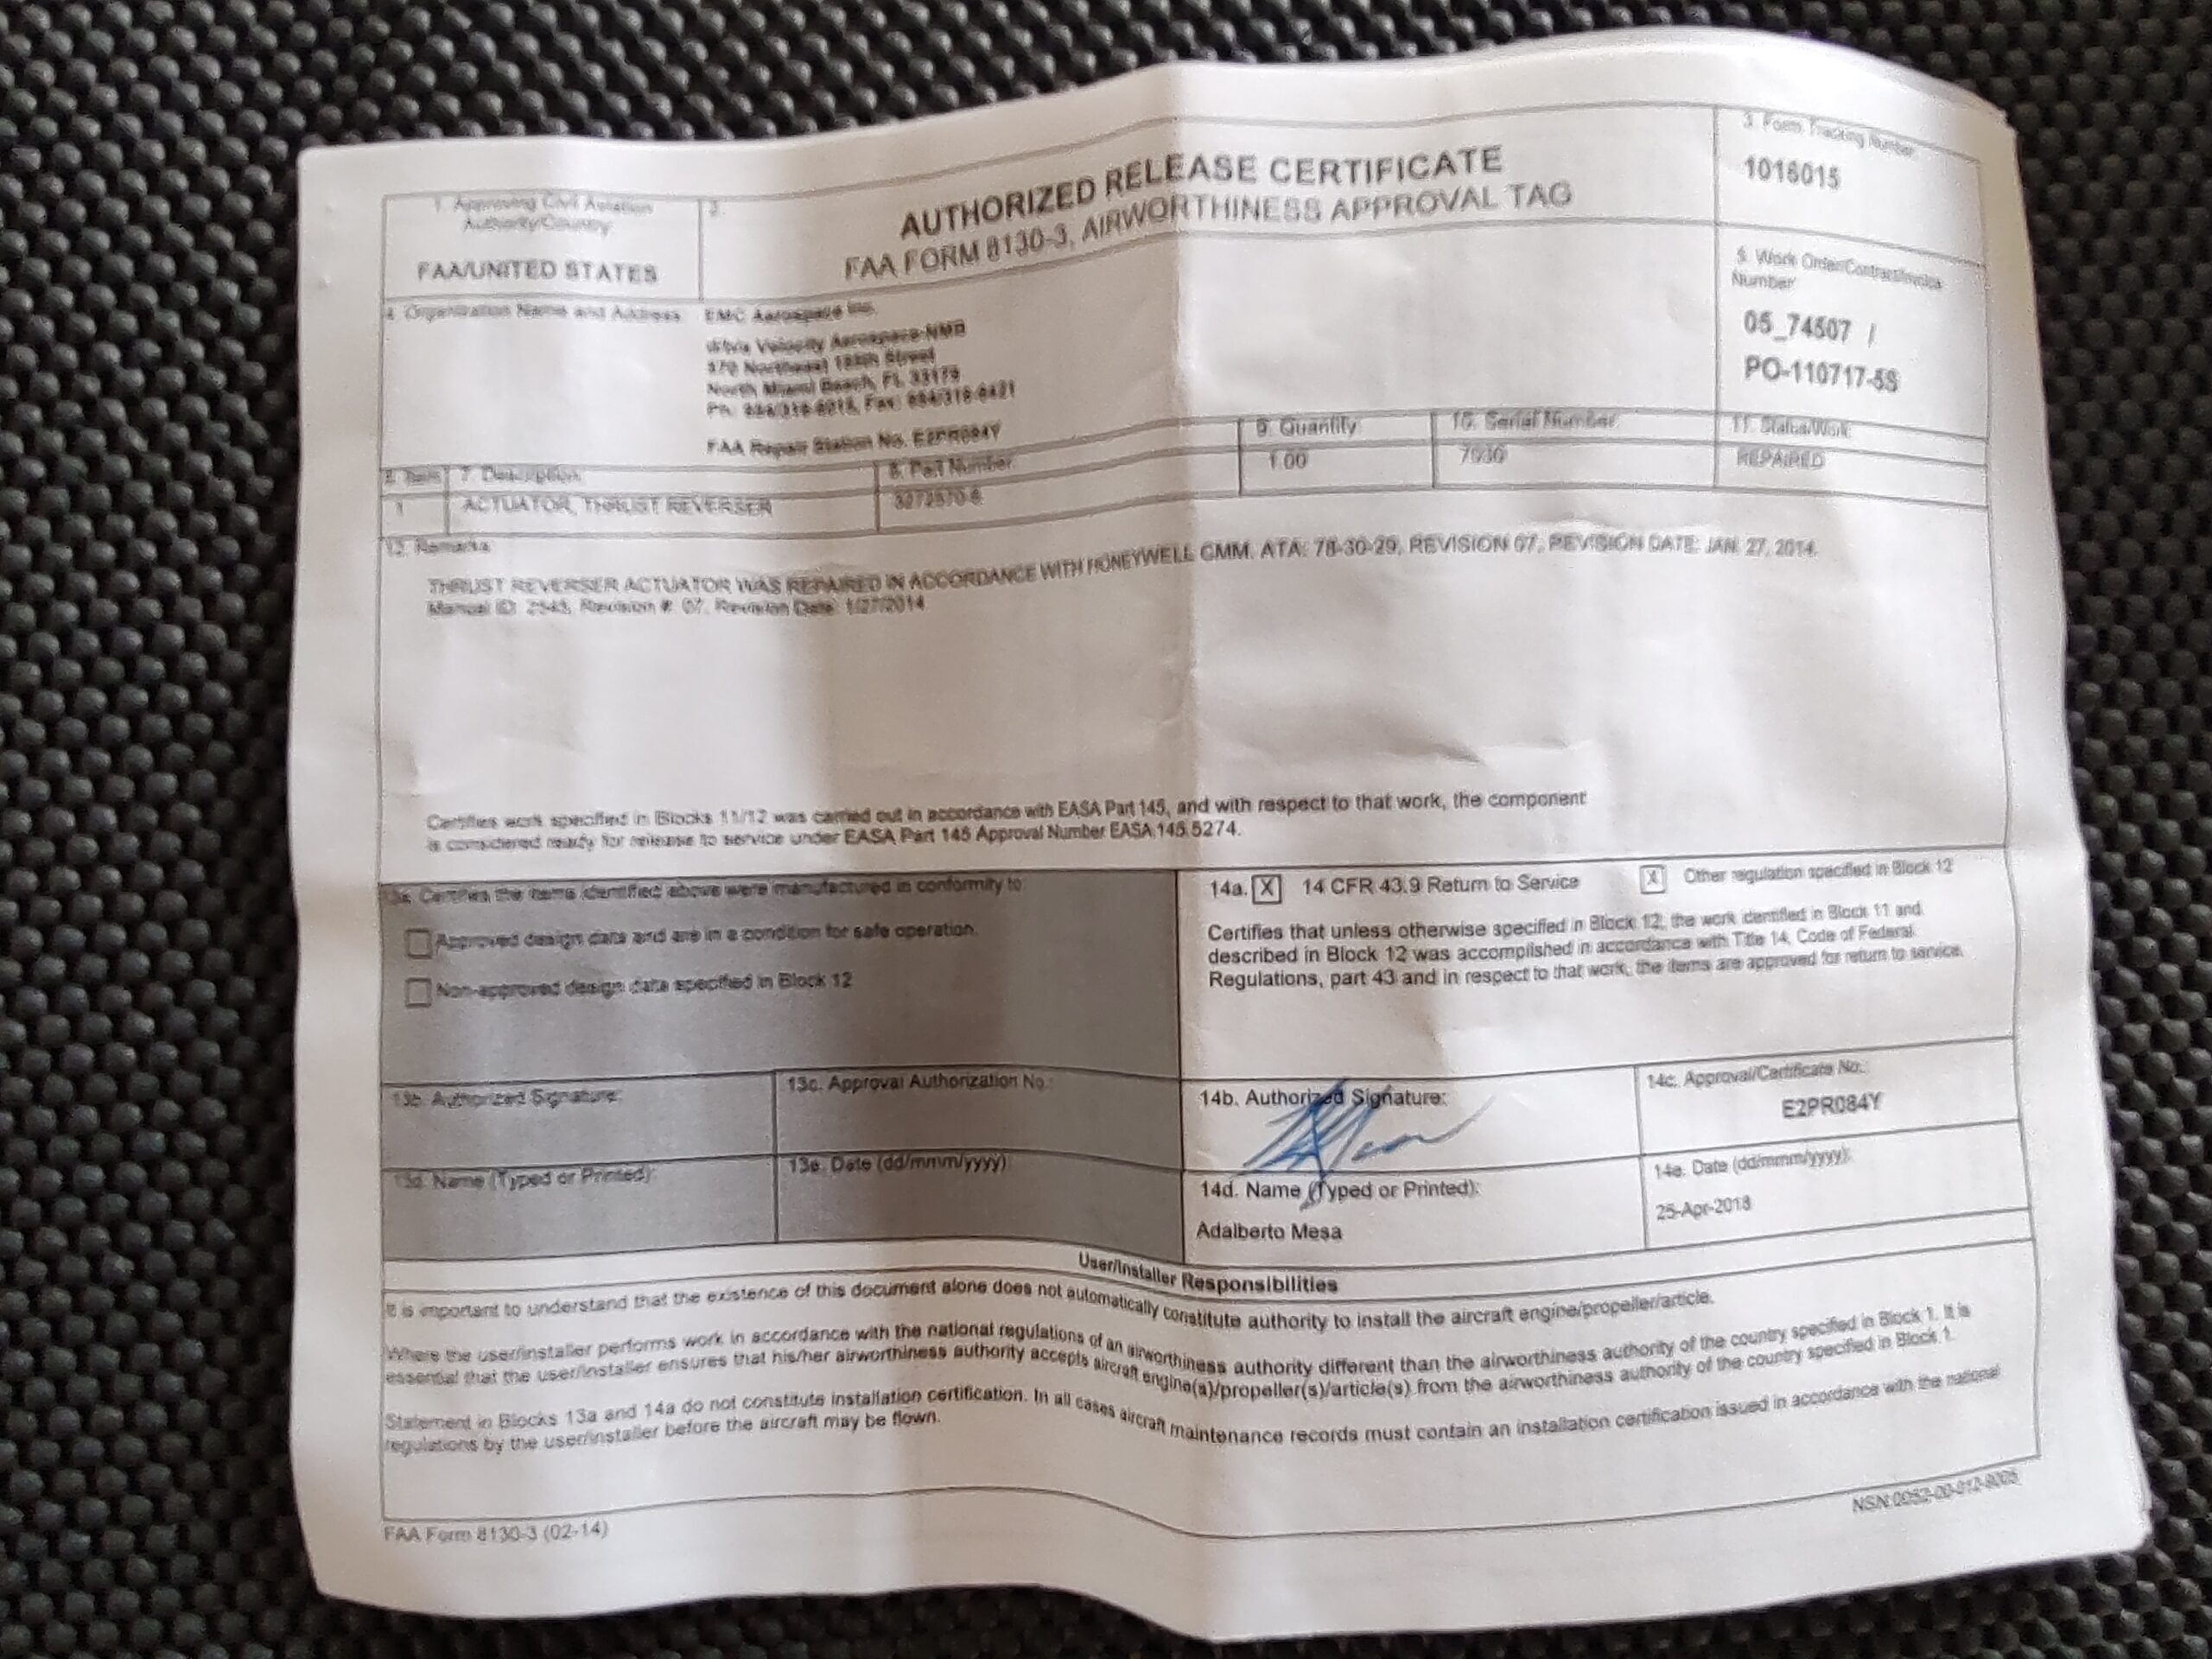 1. Approving Civil Aviation
Authority/Country
FAA/UNITED STATES
2.
AUTHORIZED RELEASE CERTIFICATE
FAA FORM 8130-3, AIRWORTHINESS APPROVAL TAG
3. Form Tracking Number
1016015
4. Organization Name and Address
EMC Aerospace Inc.
d/b/a Velocity Aerospace-NMB
570 Northeast 185th Street
North Miami Beach, FL 33179
Ph: Fax:
FAA Repair Station No. E2PR084Y
5. Work Order/Contract/Invoice
Number
05_74507 /
PO-110717-5S
6. Item
7. Description
8. Part Number
9. Quantity
10. Serial Number
11. Status/Work
1
ACTUATOR, THRUST REVERSER
1.00
REPAIRED
12. Remarks
THRUST REVERSER ACTUATOR WAS REPAIRED IN ACCORDANCE WITH HONEYWELL CMM. ATA: 78-30-29, REVISION 07, REVISION DATE: JAN. 27, 2014.
Manual ID: Revision #: 07, Revision Date: 1/27/2014
Certifies work specified in Blocks 11/12 was carried out in accordance with EASA Part 145, and with respect to that work, the component
is considered ready for release to service under EASA Part 145 Approval Number EASA.145.5274.
13a. Certifies the items identified above were manufactured in conformity to:
Approved design data and are in a condition for safe operation.
Non-approved design data specified in Block 12
14a. X 14 CFR 43.9 Return to Service X Other regulation specified in Block 12
Certifies that unless otherwise specified in Block 12, the work identified in Block 11 and
described in Block 12 was accomplished in accordance with Title 14, Code of Federal
Regulations, part 43 and in respect to that work, the items are approved for return to service.
13b. Authorized Signature:
13c. Approval Authorization No.:
14b. Authorized Signature:
14c. Approval/Certificate No.:
E2PR084Y
13d. Name (Typed or Printed):
13e. Date (dd/mmm/yyyy):
14d. Name (Typed or Printed):
Adalberto Mesa
14e. Date (dd/mmm/yyyy):
25-Apr-2018
User/Installer Responsibilities
It is important to understand that the existence of this document alone does not automatically constitute authority to install the aircraft engine/propeller/article.
Where the user/installer performs work in accordance with the national regulations of an airworthiness authority different than the airworthiness authority of the country specified in Block 1. It is
essential that the user/installer ensures that his/her airworthiness authority accepts aircraft engine(s)/propeller(s)/article(s) from the airworthiness authority of the country specified in Block 1.
Statement in Blocks 13a and 14a do not constitute installation certification. In all cases aircraft maintenance records must contain an installation certification issued in accordance with the national
regulations by the user/installer before the aircraft may be flown.
FAA Form 8130-3 (02-14)
NSN:0052-00-012-9005